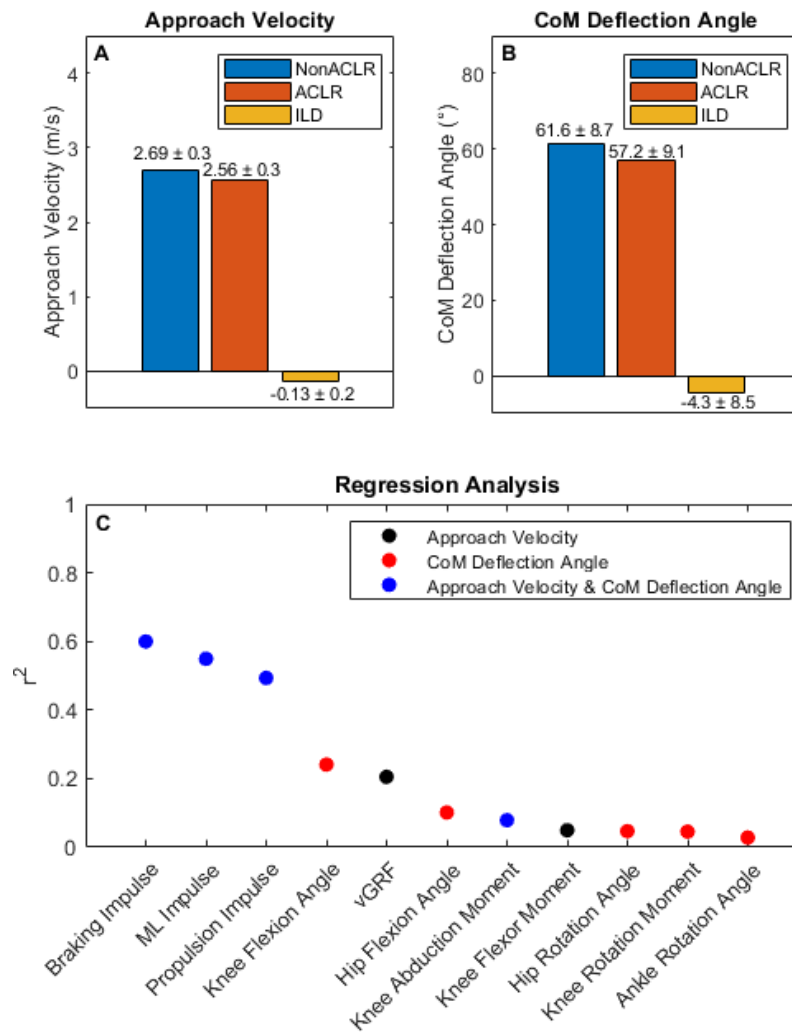 Approach Velocity
A
NonACLR
ACLR
ILD
Approach Velocity (m/s)
4
3
2
1
0
2.69 ± 0.3
2.56 ± 0.3
-0.13 ± 0.2
CoM Deflection Angle
B
NonACLR
ACLR
ILD
CoM Deflection Angle (°)
80
60
40
20
0
61.6 ± 8.7
57.2 ± 9.1
-4.3 ± 8.5
Regression Analysis
C
Approach Velocity
CoM Deflection Angle
Approach Velocity & CoM Deflection Angle
r²
1
0.8
0.6
0.4
0.2
0
Braking Impulse
ML Impulse
Propulsion Impulse
Knee Flexion Angle
vGRF
Hip Flexion Angle
Knee Abduction Moment
Knee Flexor Moment
Hip Rotation Angle
Knee Rotation Moment
Ankle Rotation Angle